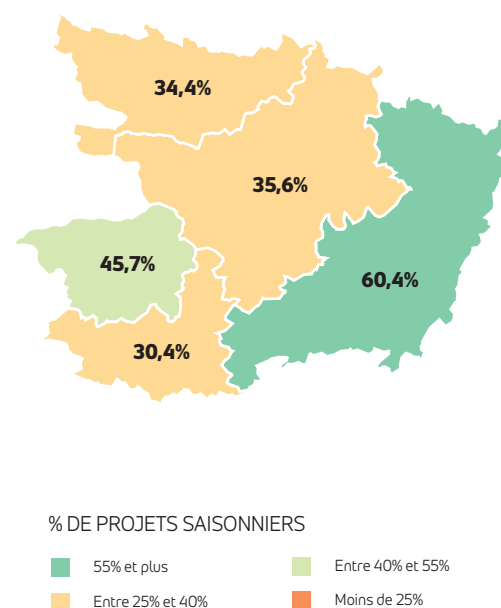 34,4%
35,6%
45,7%
60,4%
30,4%
% DE PROJETS SAISONNIERS
55% et plus
Entre 40% et 55%
Entre 25% et 40%
Moins de 25%